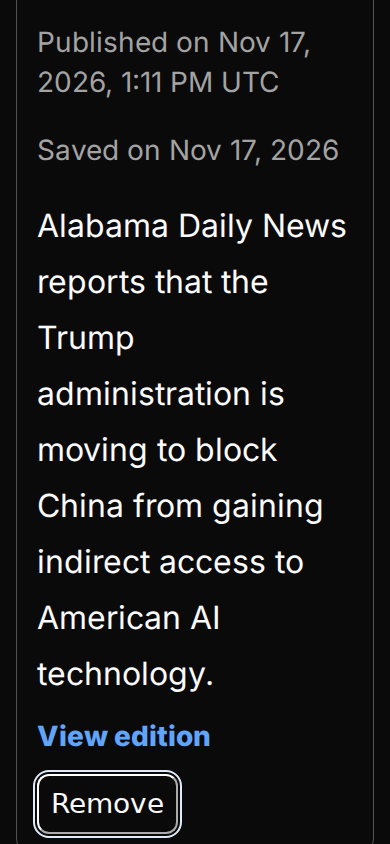 Published on Nov 17,
2026, 1:11 PM UTC
Saved on Nov 17, 2026
Alabama Daily News
reports that the
Trump
administration is
moving to block
China from gaining
indirect access to
American AI
technology.
View edition
Remove